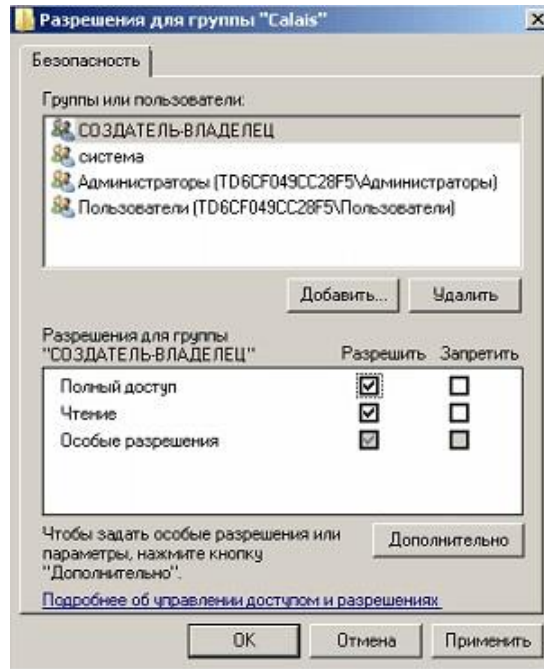 Разрешения для группы "Calais"
Безопасность
Группы или пользователи:
СОЗДАТЕЛЬ-ВЛАДЕЛЕЦ
система
Администраторы (TD6CF049CC28F5\Администраторы)
Пользователи (TD6CF049CC28F5\Пользователи)
Добавить... Удалить
Разрешения для группы
"СОЗДАТЕЛЬ-ВЛАДЕЛЕЦ" Разрешить Запретить
Полный доступ
Чтение
Особые разрешения
Чтобы задать особые разрешения или
параметры, нажмите кнопку
"Дополнительно".
Дополнительно
Подробнее об управлении доступом и разрешениях
ОК Отмена Применить